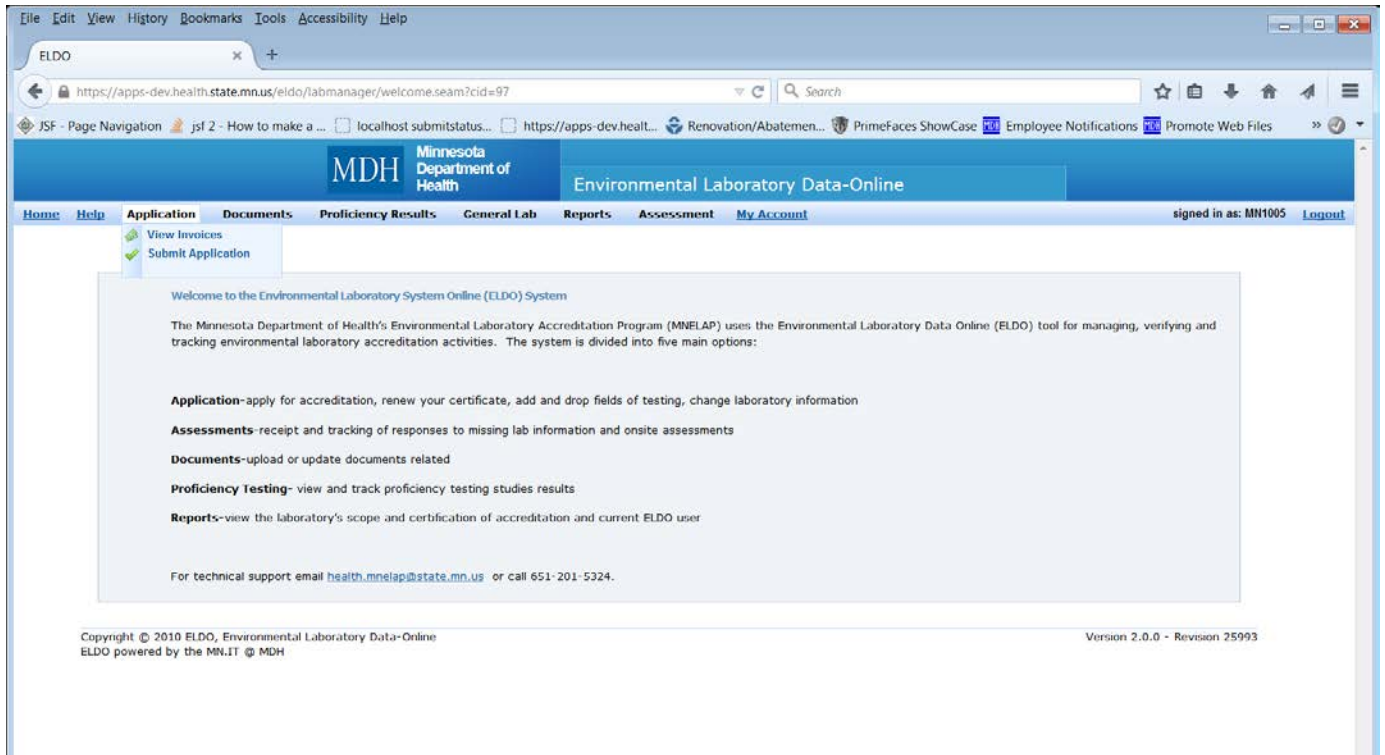 File Edit View History Bookmarks Tools Accessibility Help
ELDO
https://apps-dev.health.state.mn.us/eldo/labmanager/welcome.seam?cid=97
Search
JSF - Page Navigation jsf 2 - How to make a ... localhost submitstatus... https://apps-dev.healt... Renovation/Abatemen... PrimeFaces ShowCase MDH Employee Notifications MDH Promote Web Files »
MDH Minnesota
Department of
Health
Environmental Laboratory Data-Online
Home Help Application Documents Proficiency Results General Lab Reports Assessment My Account signed in as: MN1005 Logout
View Invoices
Submit Application
Welcome to the Environmental Laboratory System Online (ELDO) System
The Minnesota Department of Health's Environmental Laboratory Accreditation Program (MNELAP) uses the Environmental Laboratory Data Online (ELDO) tool for managing, verifying and
tracking environmental laboratory accreditation activities. The system is divided into five main options:
Application-apply for accreditation, renew your certificate, add and drop fields of testing, change laboratory information
Assessments-receipt and tracking of responses to missing lab information and onsite assessments
Documents-upload or update documents related
Proficiency Testing- view and track proficiency testing studies results
Reports-view the laboratory's scope and certification of accreditation and current ELDO user
For technical support email health.mnelap@state.mn.us or call 651-201-5324.
Copyright © 2010 ELDO, Environmental Laboratory Data-Online Version 2.0.0 - Revision 25993
ELDO powered by the MN.IT @ MDH